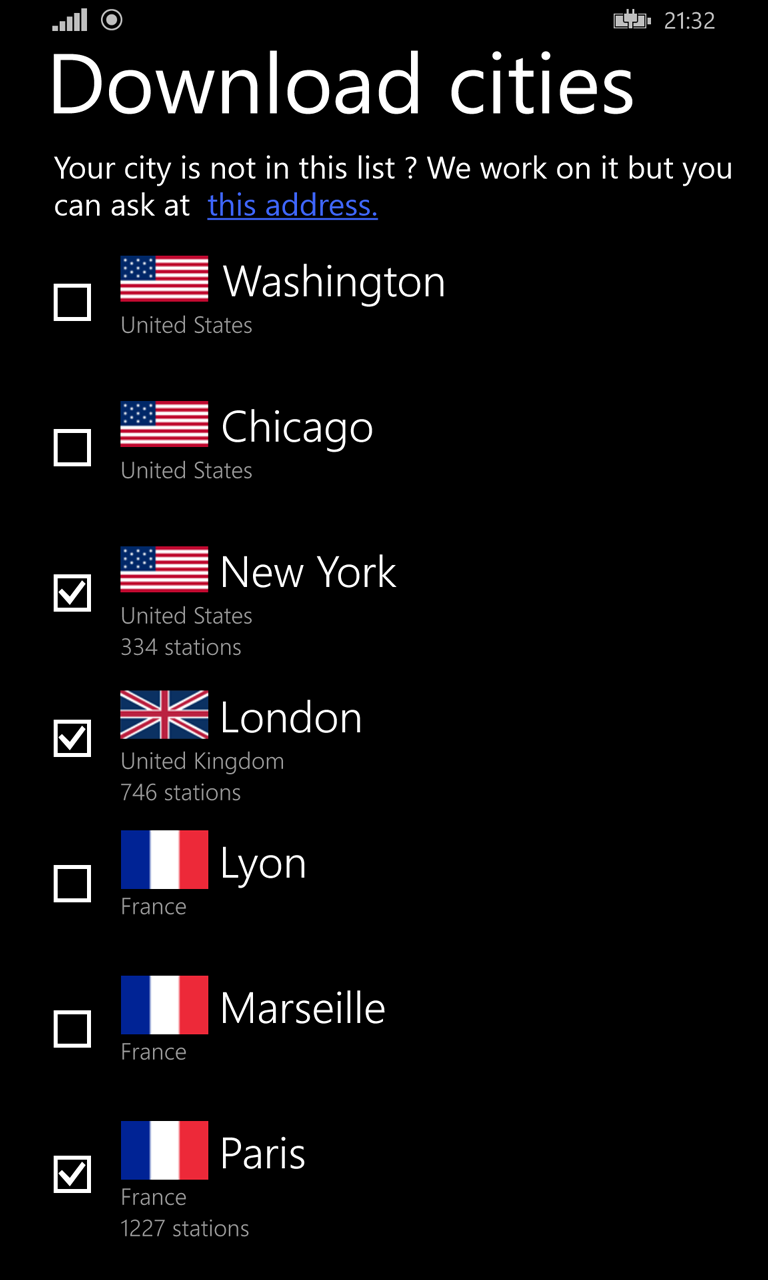 21:32
Download cities
Your city is not in this list ? We work on it but you
can ask at this address.
Washington
United States
Chicago
United States
New York
United States
334 stations
London
United Kingdom
746 stations
Lyon
France
Marseille
France
Paris
France
1227 stations